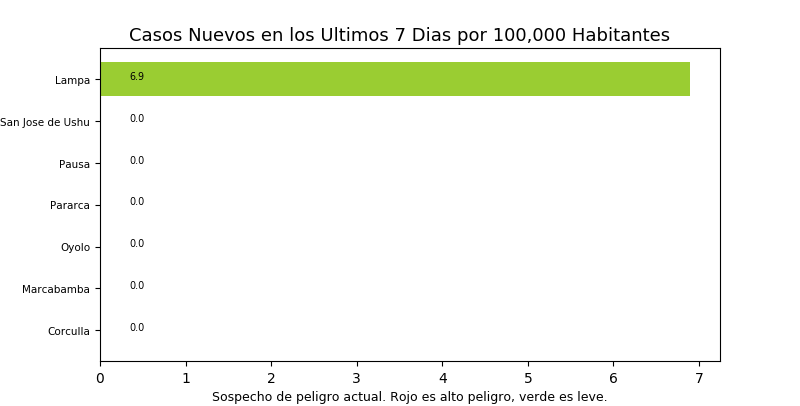 Casos Nuevos en los Ultimos 7 Dias por 100,000 Habitantes
Lampa 6.9
San Jose de Ushu 0.0
Pausa 0.0
Pararca 0.0
Oyolo 0.0
Marcabamba 0.0
Corculla 0.0
0 1 2 3 4 5 6 7
Sospecho de peligro actual. Rojo es alto peligro, verde es leve.